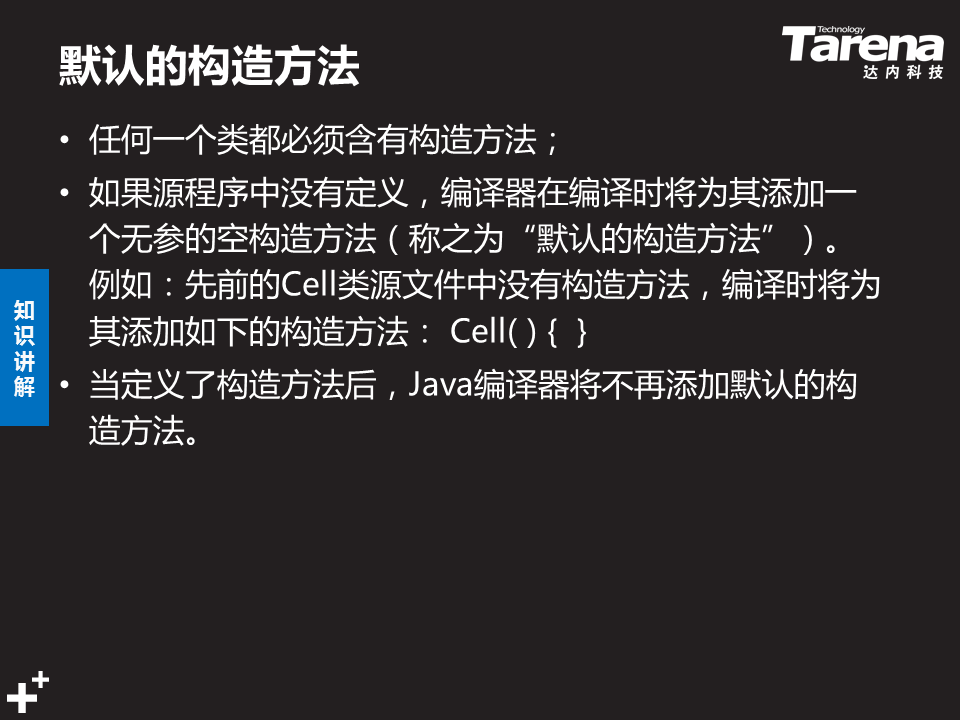 默认的构造方法
Technology
Tarena
达内科技
• 任何一个类都必须含有构造方法；
• 如果源程序中没有定义，编译器在编译时将为其添加一
个无参的空构造方法（称之为“默认的构造方法”）。
例如：先前的Cell类源文件中没有构造方法，编译时将为
其添加如下的构造方法： Cell( ) { }
• 当定义了构造方法后，Java编译器将不再添加默认的构
造方法。
知识讲解